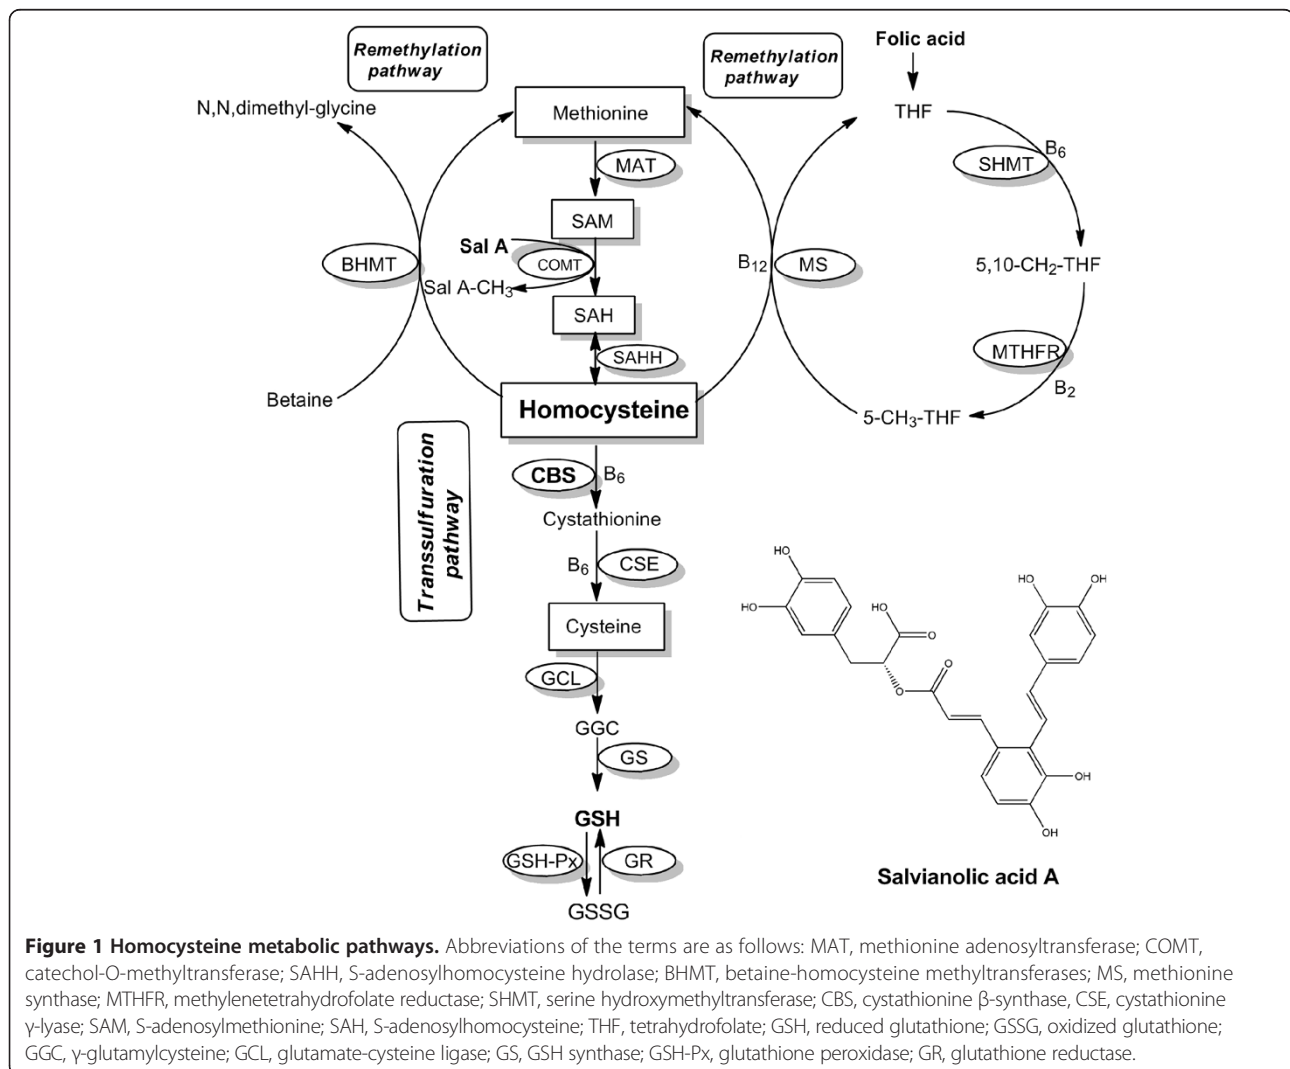 Remethylation
pathway
Remethylation
pathway
Folic acid
N,N,dimethyl-glycine
Methionine
THF
MAT
B6
SHMT
SAM
Sal A
COMT
BHMT
B12
MS
5,10-CH2-THF
Sal A-CH3
SAH
SAHH
MTHFR
B2
Betaine
Homocysteine
5-CH3-THF
Transsulfuration
pathway
CBS
B6
Cystathionine
B6
CSE
Cysteine
GCL
GGC
GS
GSH
GSH-Px
GR
GSSG
HO
HO
HO
O
O
O
HO
OH
OH
OH
Salvianolic acid A
Figure 1 Homocysteine metabolic pathways. Abbreviations of the terms are as follows: MAT, methionine adenosyltransferase; COMT,
catechol-O-methyltransferase; SAHH, S-adenosylhomocysteine hydrolase; BHMT, betaine-homocysteine methyltransferases; MS, methionine
synthase; MTHFR, methylenetetrahydrofolate reductase; SHMT, serine hydroxymethyltransferase; CBS, cystathionine β-synthase, CSE, cystathionine
γ-lyase; SAM, S-adenosylmethionine; SAH, S-adenosylhomocysteine; THF, tetrahydrofolate; GSH, reduced glutathione; GSSG, oxidized glutathione;
GGC, γ-glutamylcysteine; GCL, glutamate-cysteine ligase; GS, GSH synthase; GSH-Px, glutathione peroxidase; GR, glutathione reductase.